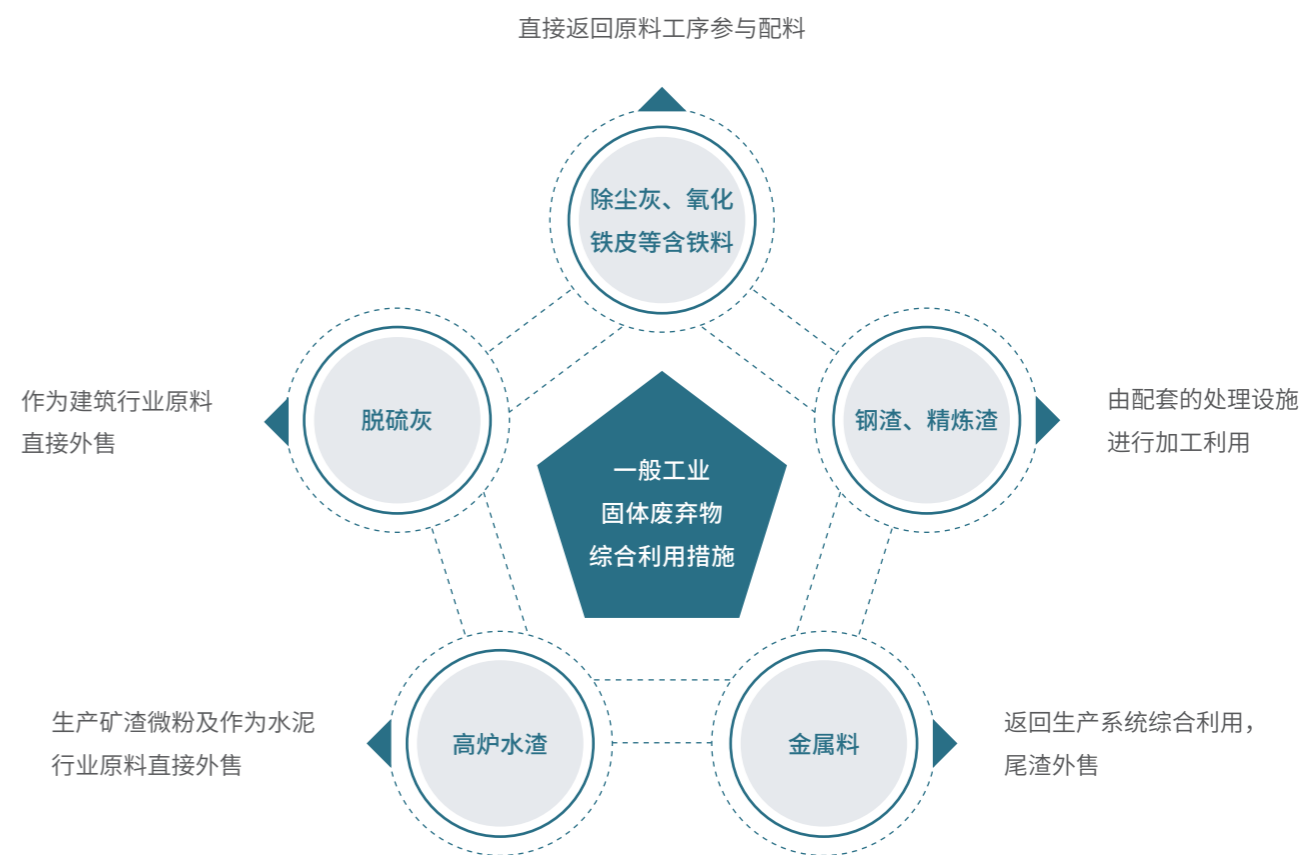 直接返回原料工序参与配料
除尘灰、氧化
铁皮等含铁料
作为建筑行业原料
直接外售
脱硫灰
钢渣、精炼渣
由配套的处理设施
进行加工利用
一般工业
固体废弃物
综合利用措施
生产矿渣微粉及作为水泥
行业原料直接外售
高炉水渣
金属料
返回生产系统综合利用，
尾渣外售